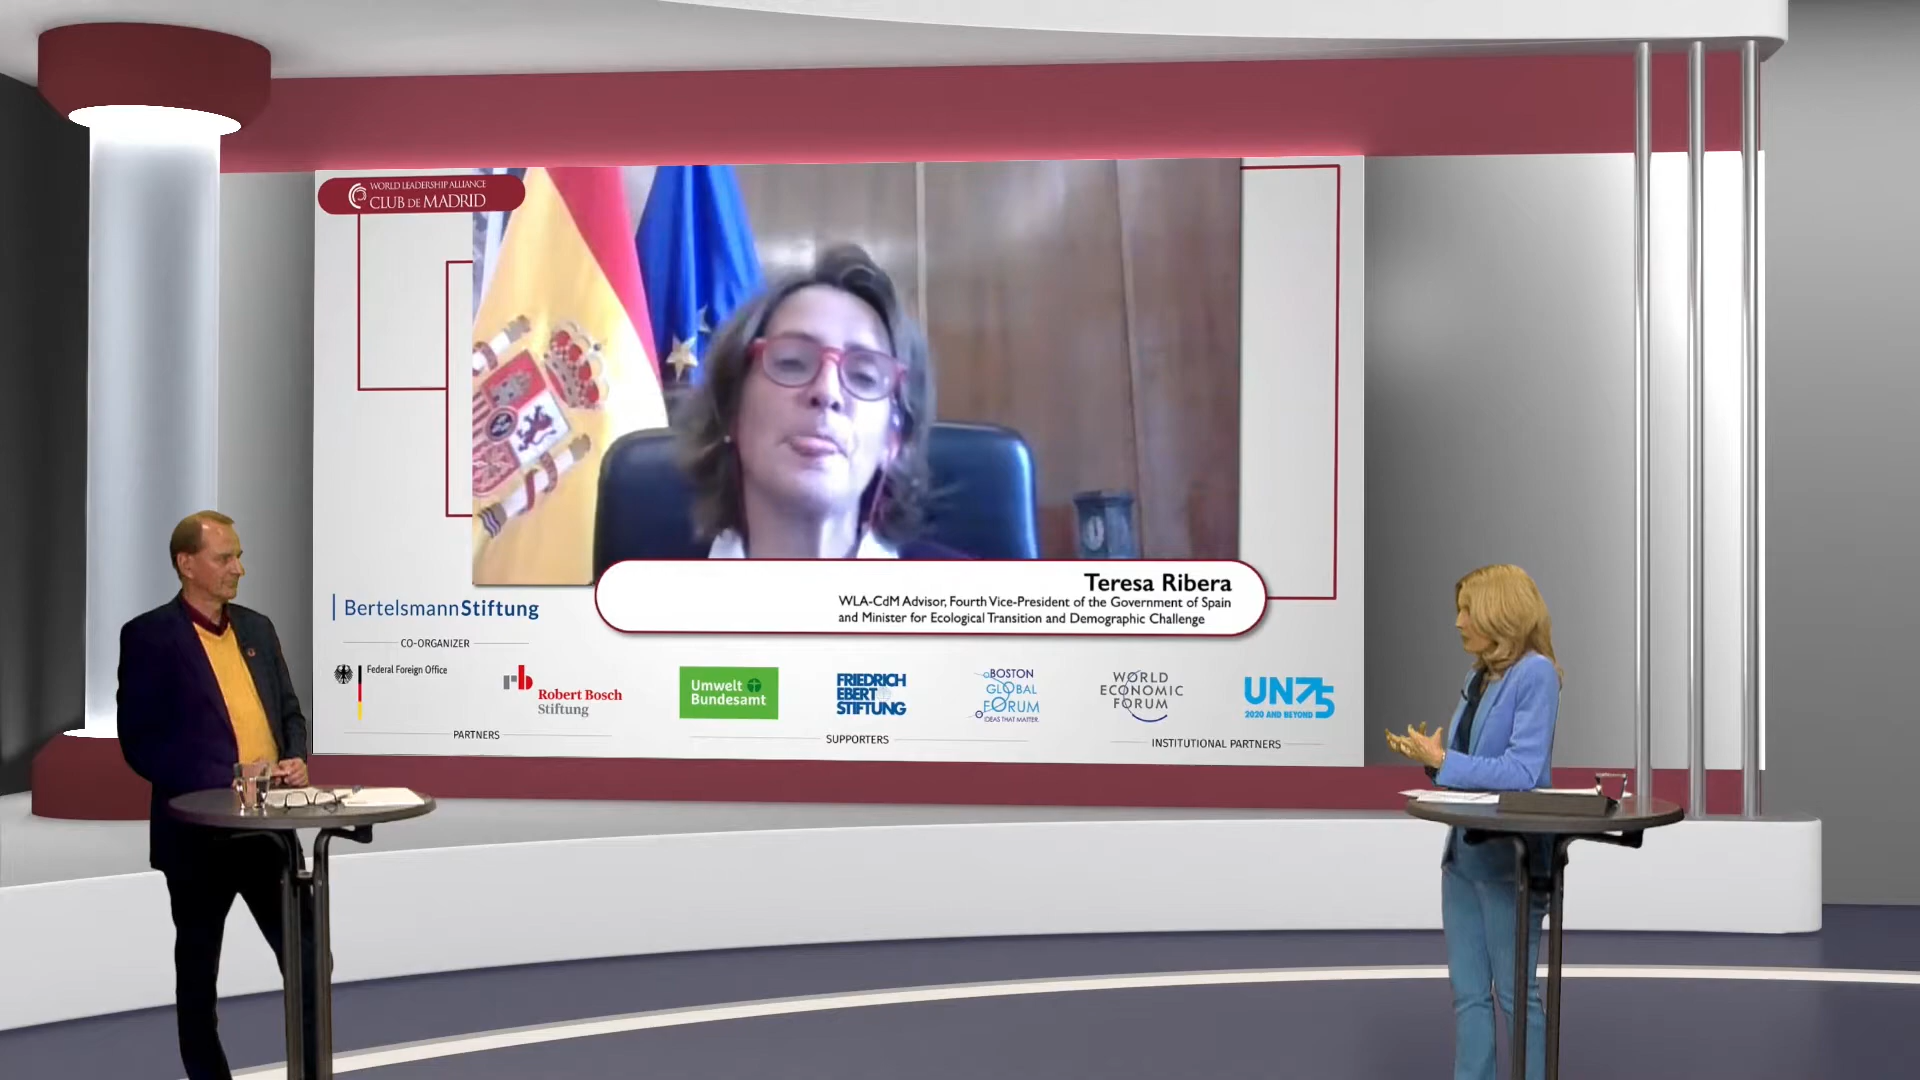 WORLD LEADERSHIP ALLIANCE
CLUB DE MADRID
Teresa Ribera
WLA-CdM Advisor, Fourth Vice-President of the Government of Spain
and Minister for Ecological Transition and Demographic Challenge
BertelsmannStiftung
CO-ORGANIZER
Federal Foreign Office
rb
Robert Bosch
Stiftung
PARTNERS
Umwelt
Bundesamt
FRIEDRICH
EBERT
STIFTUNG
BOSTON
GLOBAL
FORUM
IDEAS THAT MATTER.
SUPPORTERS
WORLD
ECONOMIC
FORUM
UN75
2020 AND BEYOND
INSTITUTIONAL PARTNERS